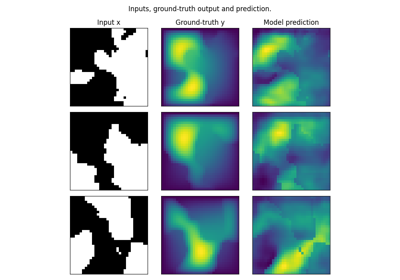 Inputs, ground-truth output and prediction.
Input x
Ground-truth y
Model prediction